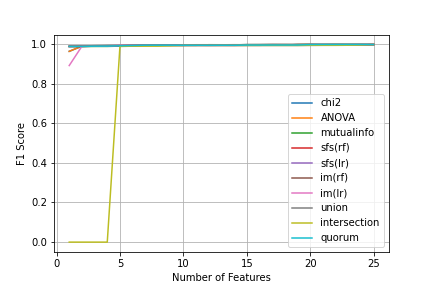 1.0
0.8
0.6
0.4
0.2
0.0
F1 Score
0
5
10
15
20
25
Number of Features
chi2
ANOVA
mutualinfo
sfs(rf)
sfs(lr)
im(rf)
im(lr)
union
intersection
quorum